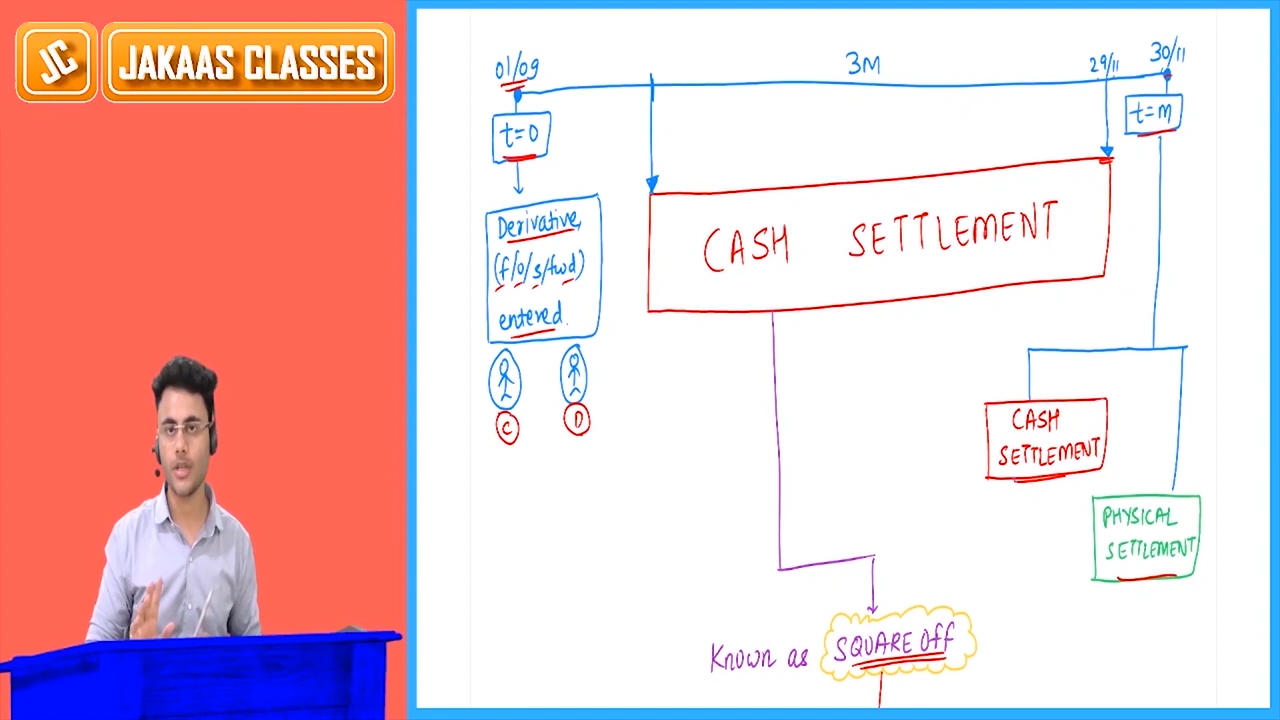 JC
JAKAAS CLASSES
01/09
3M
29/11
30/11
t=0
t=m
Derivative,
(f/o/s/fwd)
entered.
C
D
CASH SETTLEMENT
CASH
SETTLEMENT
PHYSICAL
SETTLEMENT
Known as SQUARE Off